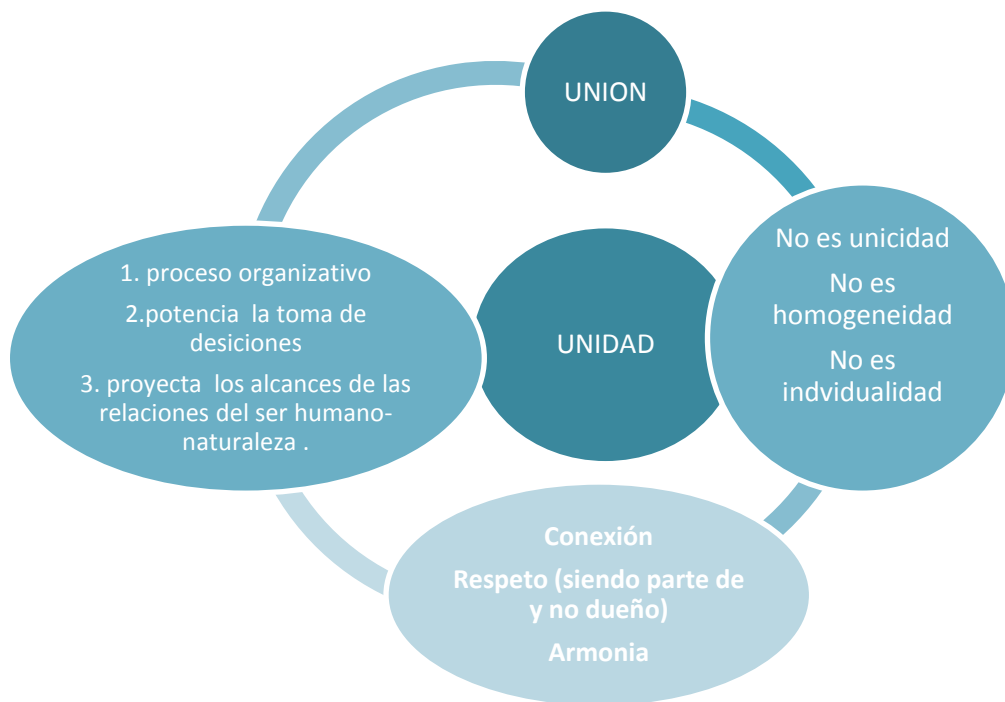 UNION
No es unicidad
No es
homogeneidad
No es
indvidualidad
UNIDAD
1. proceso organizativo
2.potencia la toma de
desiciones
3. proyecta los alcances de las
relaciones del ser humano-
naturaleza .
Conexión
Respeto (siendo parte de
y no dueño)
Armonia